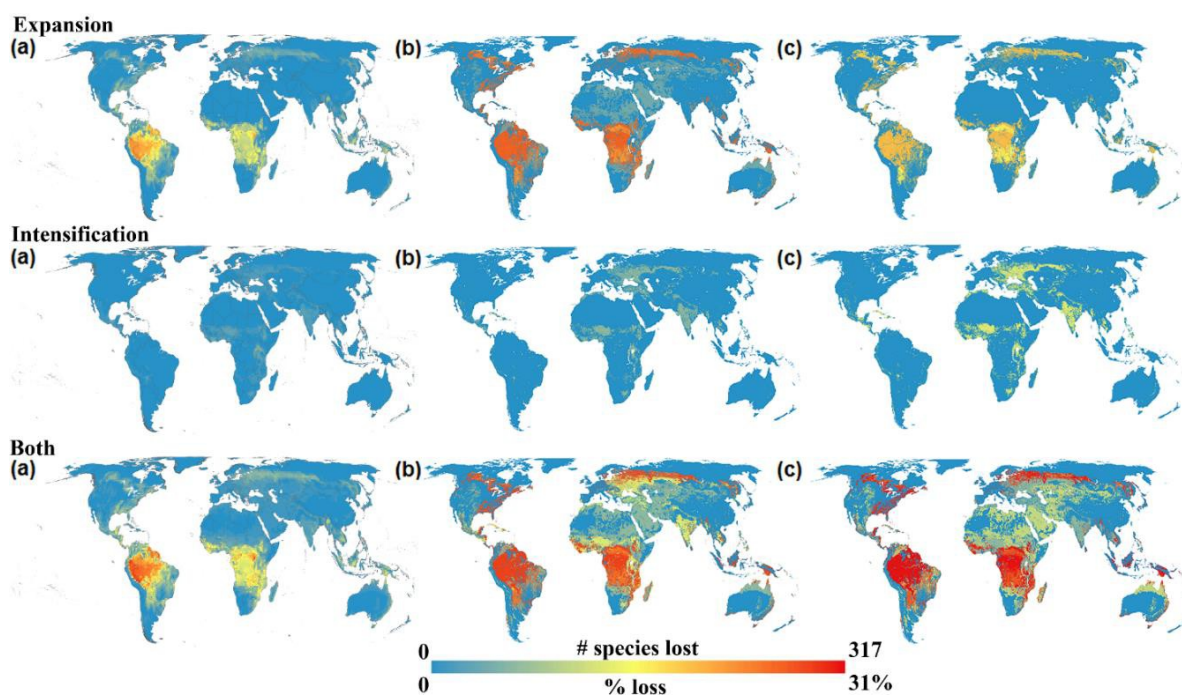 Expansion
(a) (b) (c)
Intensification
(a) (b) (c)
Both
(a) (b) (c)
0 # species lost 317
0 % loss 31%